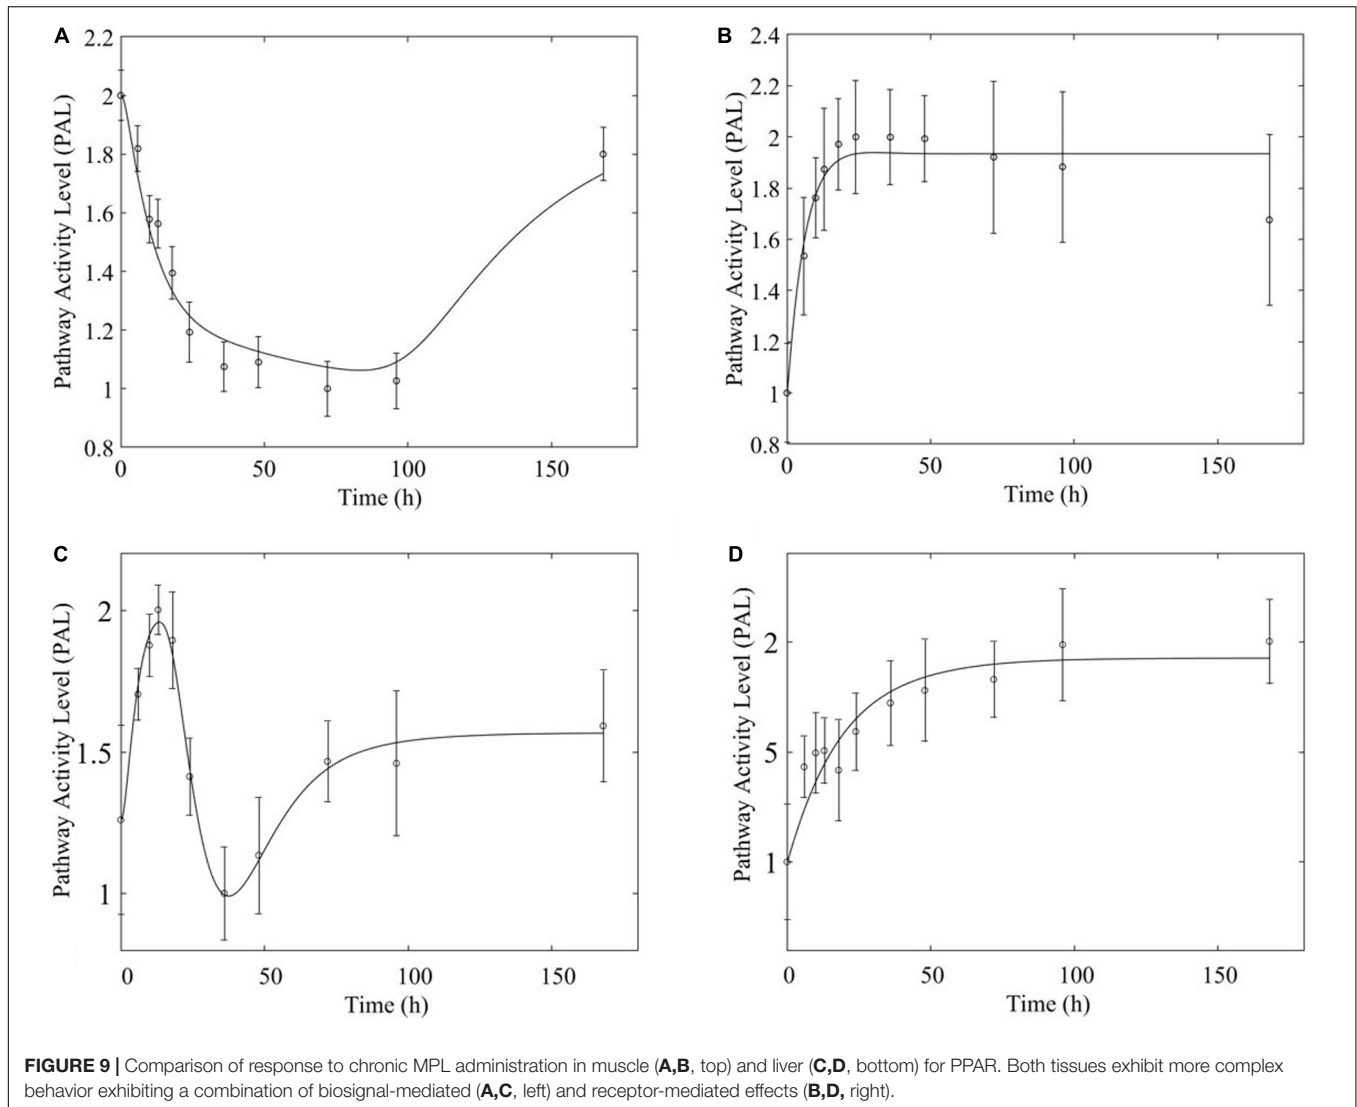 A
2.2
2
1.8
1.6
1.4
1.2
1
0.8
0 50 100 150
Time (h)
Pathway Activity Level (PAL)
B
2.4
2.2
2
1.8
1.6
1.4
1.2
1
0.8
0 50 100 150
Time (h)
Pathway Activity Level (PAL)
C
2
1.5
1
0 50 100 150
Time (h)
Pathway Activity Level (PAL)
D
2
5
1
0 50 100 150
Time (h)
Pathway Activity Level (PAL)
FIGURE 9 | Comparison of response to chronic MPL administration in muscle (A,B, top) and liver (C,D, bottom) for PPAR. Both tissues exhibit more complex
behavior exhibiting a combination of biosignal-mediated (A,C, left) and receptor-mediated effects (B,D, right).